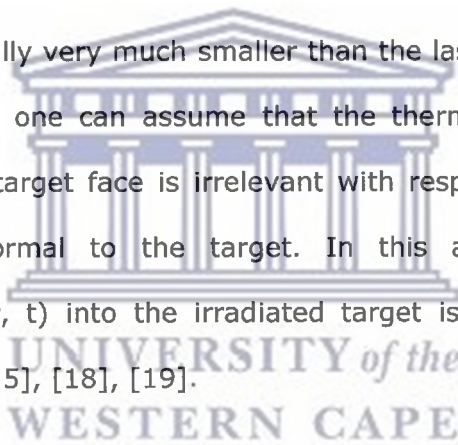 lly very much smaller than the las
one can assume that the therm
target face is irrelevant with resp
ormal to the target. In this a
, t) into the irradiated target is
UNIVERSITY of the
5], [18], [19].
WESTERN CAPE